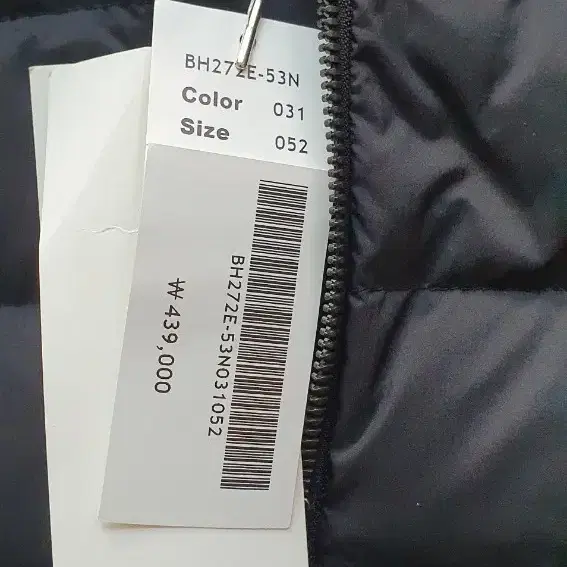 BH272E-53N
Color 031
Size 052
BH272E-53N031052
₩439,000